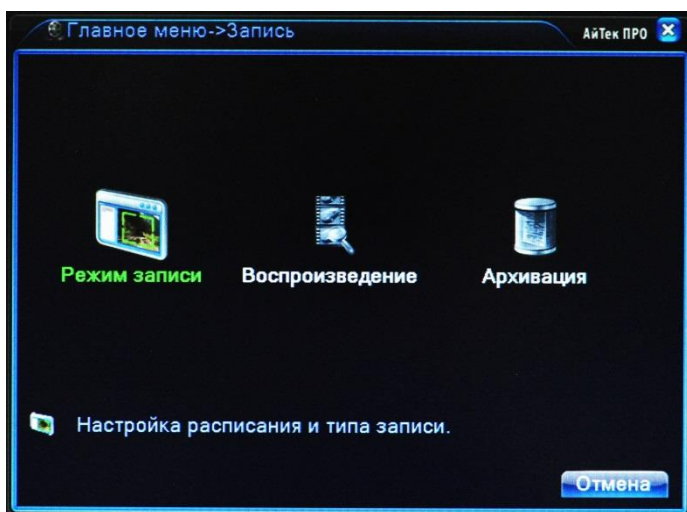 Главное меню->Запись
АйТек ПРО
Режим записи
Воспроизведение
Архивация
Настройка расписания и типа записи.
Отмена